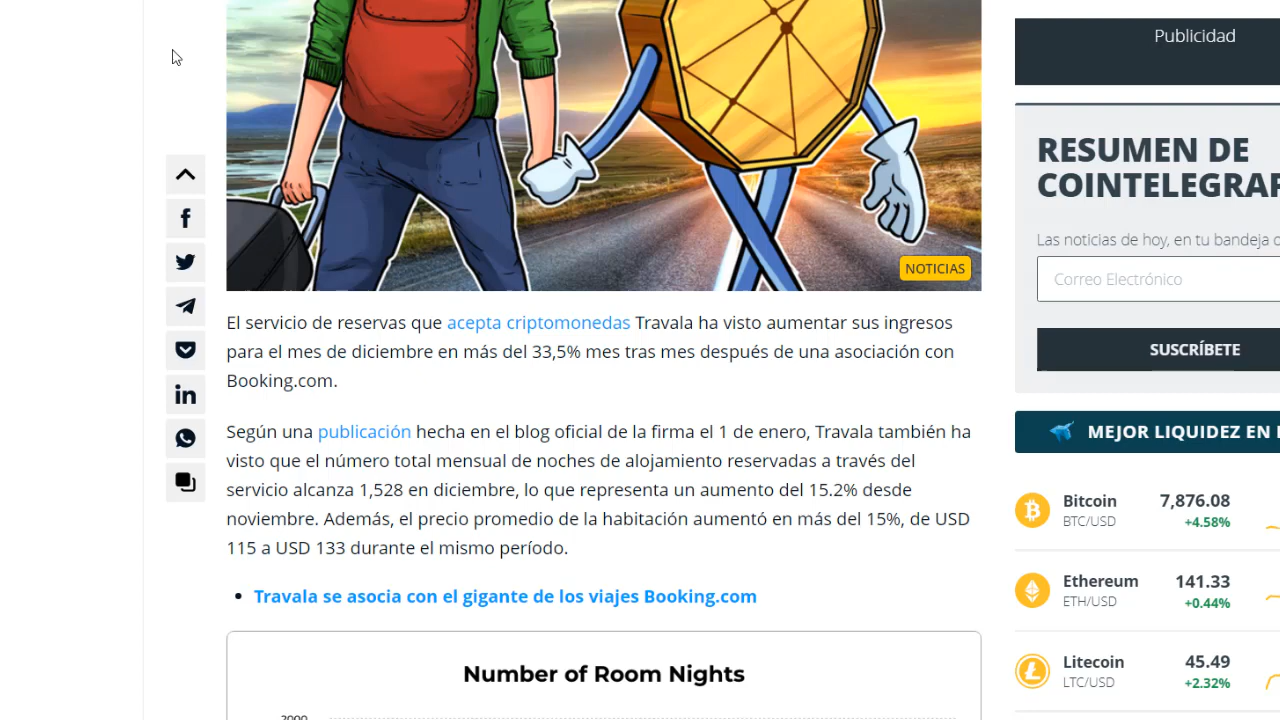 Publicidad
RESUMEN DE
Las noticias de hoy, en tu bandeja
Correo Electrónico
SUSCRÍBETE
NOTICIAS
El servicio de reservas que acepta criptomonedas Travala ha visto aumentar sus ingresos
para el mes de diciembre en más del 33,5% mes tras mes después de una asociación con
Booking.com.
Según una publicación hecha en el blog oficial de la firma el 1 de enero, Travala también ha
visto que el número total mensual de noches de alojamiento reservadas a través del
servicio alcanza 1,528 en diciembre, lo que representa un aumento del 15.2% desde
noviembre. Además, el precio promedio de la habitación aumentó en más del 15%, de USD
115 a USD 133 durante el mismo período.
Travala se asocia con el gigante de los viajes Booking.com
Number of Room Nights
2000
MEJOR LIQUIDEZ EN
Bitcoin 7,876.08
BTC/USD +4.58%
Ethereum 141.33
ETH/USD +0.44%
Litecoin 45.49
LTC/USD +2.32%